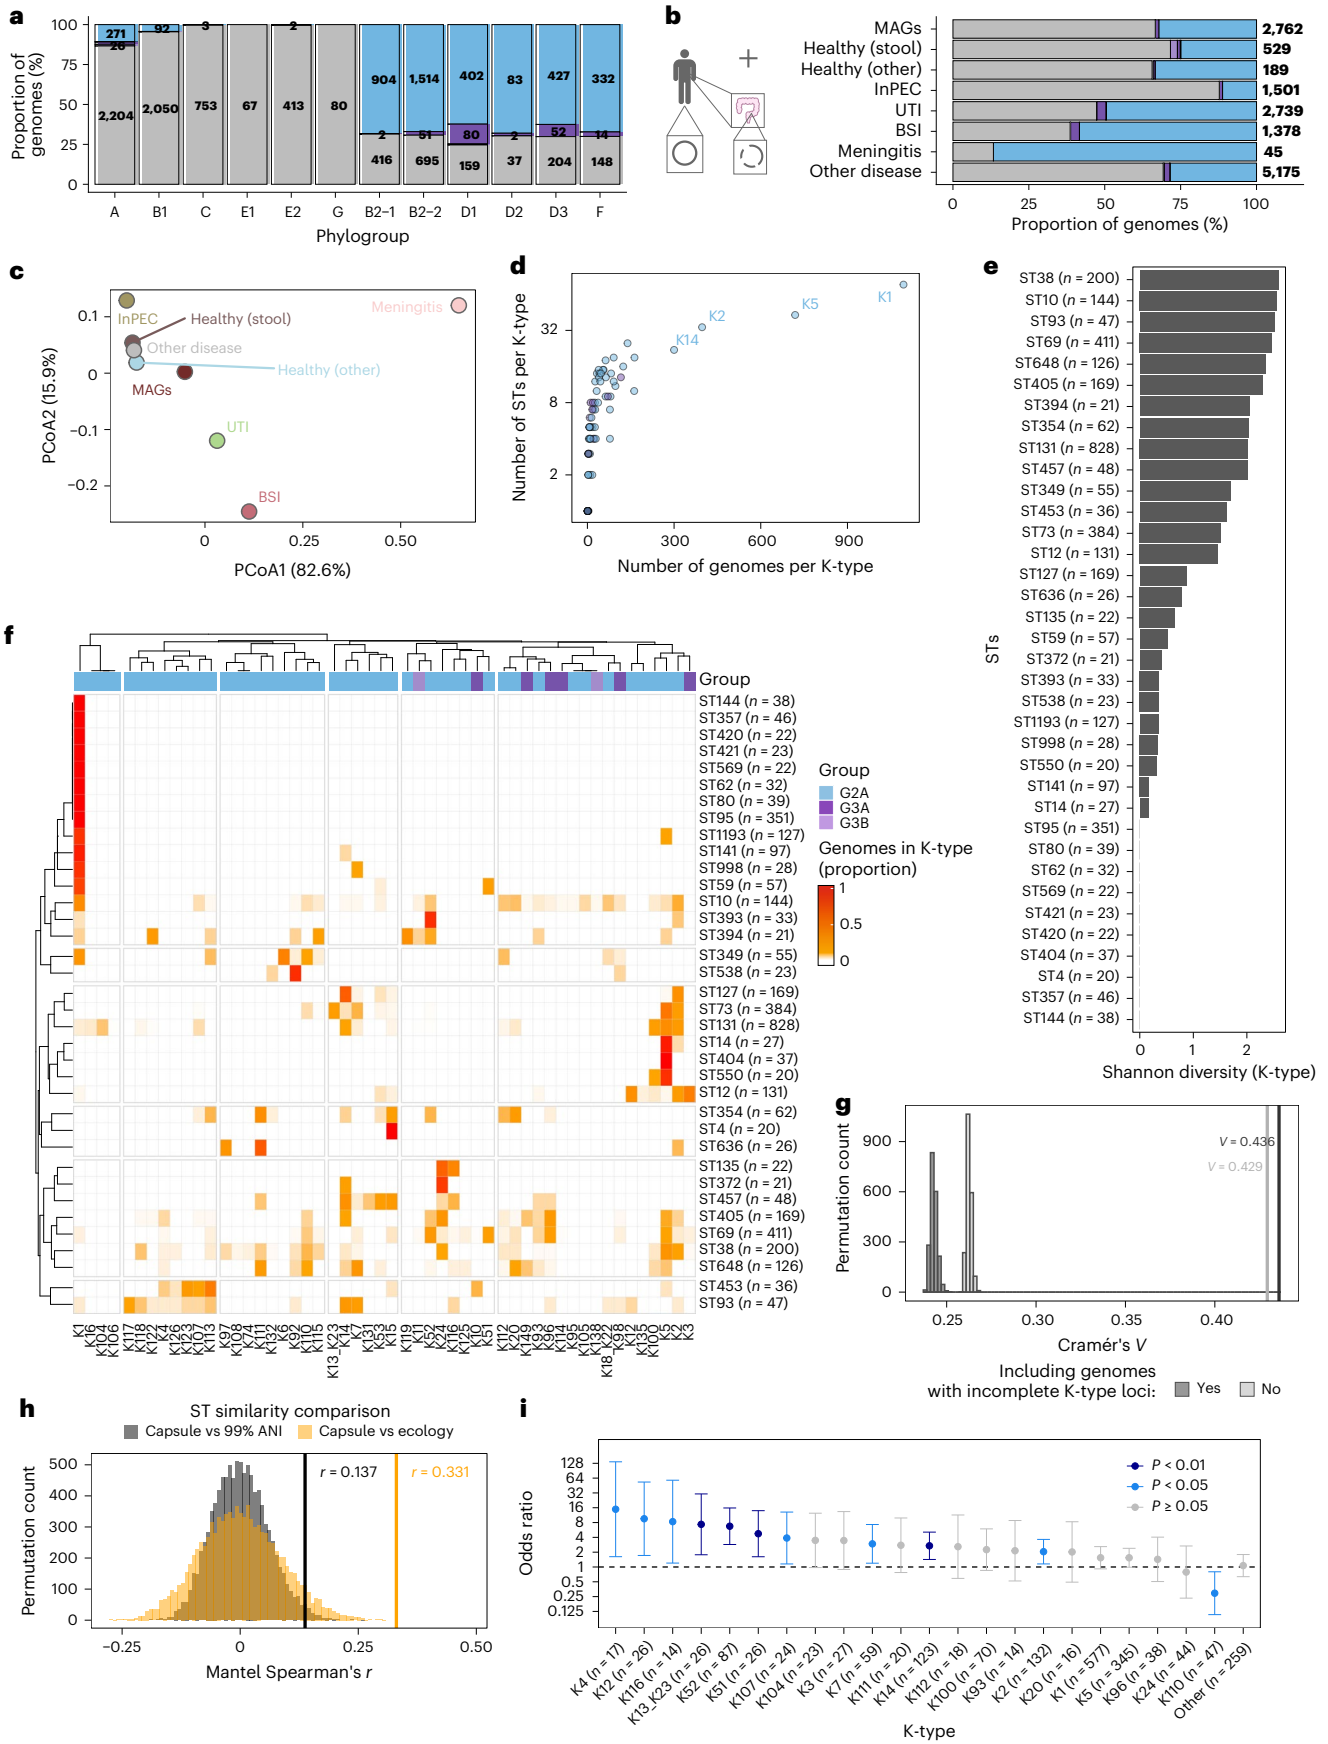 a
Proportion of
genomes (%)
100
75
50
25
0
271
26
2,204
92
2,050
3
753
67
2
413
80
904
2
416
1,514
51
695
402
80
159
83
2
37
427
52
204
332
14
148
A
B1
C
E1
E2
G
B2–1
B2–2
D1
D2
D3
F
Phylogroup
b
+
MAGs
Healthy (stool)
Healthy (other)
InPEC
UTI
BSI
Meningitis
Other disease
2,762
529
189
1,501
2,739
1,378
45
5,175
0
25
50
75
100
Proportion of genomes (%)
c
PCoA2 (15.9%)
0.1
0
−0.1
−0.2
InPEC
Healthy (stool)
Other disease
Healthy (other)
MAGs
UTI
BSI
Meningitis
0
0.25
0.50
PCoA1 (82.6%)
d
Number of STs per K-type
32
8
2
K1
K5
K2
K14
0
300
600
900
Number of genomes per K-type
e
STs
ST38 (n = 200)
ST10 (n = 144)
ST93 (n = 47)
ST69 (n = 411)
ST648 (n = 126)
ST405 (n = 169)
ST394 (n = 21)
ST354 (n = 62)
ST131 (n = 828)
ST457 (n = 48)
ST349 (n = 55)
ST453 (n = 36)
ST73 (n = 384)
ST12 (n = 131)
ST127 (n = 169)
ST636 (n = 26)
ST135 (n = 22)
ST59 (n = 57)
ST372 (n = 21)
ST393 (n = 33)
ST538 (n = 23)
ST1193 (n = 127)
ST998 (n = 28)
ST550 (n = 20)
ST141 (n = 97)
ST14 (n = 27)
ST95 (n = 351)
ST80 (n = 39)
ST62 (n = 32)
ST569 (n = 22)
ST421 (n = 23)
ST420 (n = 22)
ST404 (n = 37)
ST4 (n = 20)
ST357 (n = 46)
ST144 (n = 38)
0
1
2
Shannon diversity (K-type)
f
Group
ST144 (n = 38)
ST357 (n = 46)
ST420 (n = 22)
ST421 (n = 23)
ST569 (n = 22)
ST62 (n = 32)
ST80 (n = 39)
ST95 (n = 351)
ST1193 (n = 127)
ST141 (n = 97)
ST998 (n = 28)
ST59 (n = 57)
ST10 (n = 144)
ST393 (n = 33)
ST394 (n = 21)
ST349 (n = 55)
ST538 (n = 23)
ST127 (n = 169)
ST73 (n = 384)
ST131 (n = 828)
ST14 (n = 27)
ST404 (n = 37)
ST550 (n = 20)
ST12 (n = 131)
ST354 (n = 62)
ST4 (n = 20)
ST636 (n = 26)
ST135 (n = 22)
ST372 (n = 21)
ST457 (n = 48)
ST405 (n = 169)
ST69 (n = 411)
ST38 (n = 200)
ST648 (n = 126)
ST453 (n = 36)
ST93 (n = 47)
K1
K16
K104
K106
K117
K118
K122
K4
K126
K123
K107
K113
K97
K108
K74
K111
K132
K6
K92
K110
K115
K13_K23
K14
K7
K131
K53
K15
K119
K11
K52
K24
K116
K125
K10
K51
K112
K20
K149
K93
K96
K114
K95
K105
K138
K18_K22
K98
K12
K135
K100
K5
K2
K3
Group
G2A
G3A
G3B
Genomes in K-type
(proportion)
1
0.5
0
g
Permutation count
900
600
300
0
V = 0.436
V = 0.429
0.25
0.30
0.35
0.40
Cramér's V
Including genomes
with incomplete K-type loci:
Yes
No
h
ST similarity comparison
Capsule vs 99% ANI
Capsule vs ecology
Permutation count
500
400
300
200
100
0
r = 0.137
r = 0.331
−0.25
0
0.25
0.50
Mantel Spearman's r
i
Odds ratio
128
64
32
16
8
4
2
1
0.5
0.25
0.125
P < 0.01
P < 0.05
P ≥ 0.05
K4 (n = 17)
K12 (n = 26)
K116 (n = 14)
K13_K23 (n = 26)
K52 (n = 87)
K51 (n = 26)
K107 (n = 24)
K104 (n = 23)
K3 (n = 27)
K7 (n = 59)
K111 (n = 20)
K14 (n = 123)
K112 (n = 18)
K100 (n = 70)
K93 (n = 14)
K2 (n = 132)
K20 (n = 16)
K1 (n = 577)
K5 (n = 345)
K96 (n = 38)
K24 (n = 44)
K110 (n = 47)
Other (n = 259)
K-type